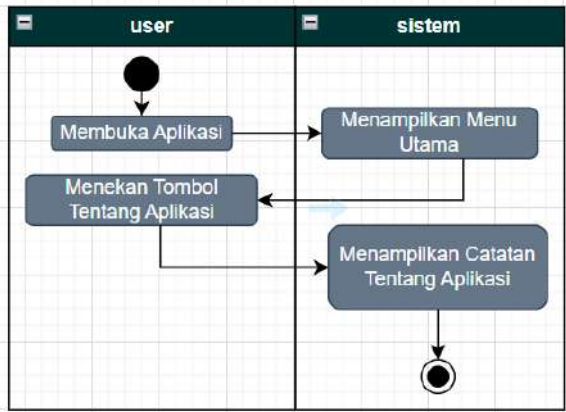 user
sistem
Membuka Aplikasi
Menampilkan Menu
Utama
Menekan Tombol
Tentang Aplikasi
Menampilkan Catatan
Tentang Aplikasi